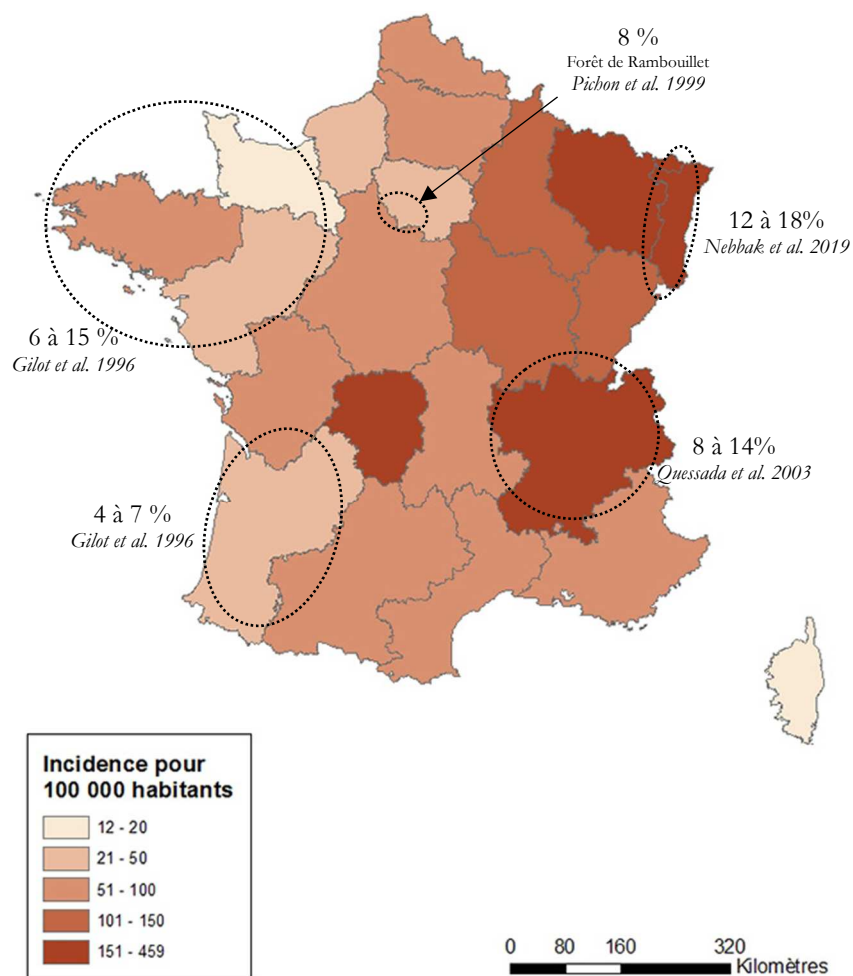 8 %
Forêt de Rambouillet
Pichon et al. 1999
12 à 18%
Nebbak et al. 2019
6 à 15 %
Gilot et al. 1996
8 à 14%
Quessada et al. 2003
4 à 7 %
Gilot et al. 1996
Incidence pour
100 000 habitants
12 - 20
21 - 50
51 - 100
101 - 150
151 - 459
0 80 160 320
Kilomètres